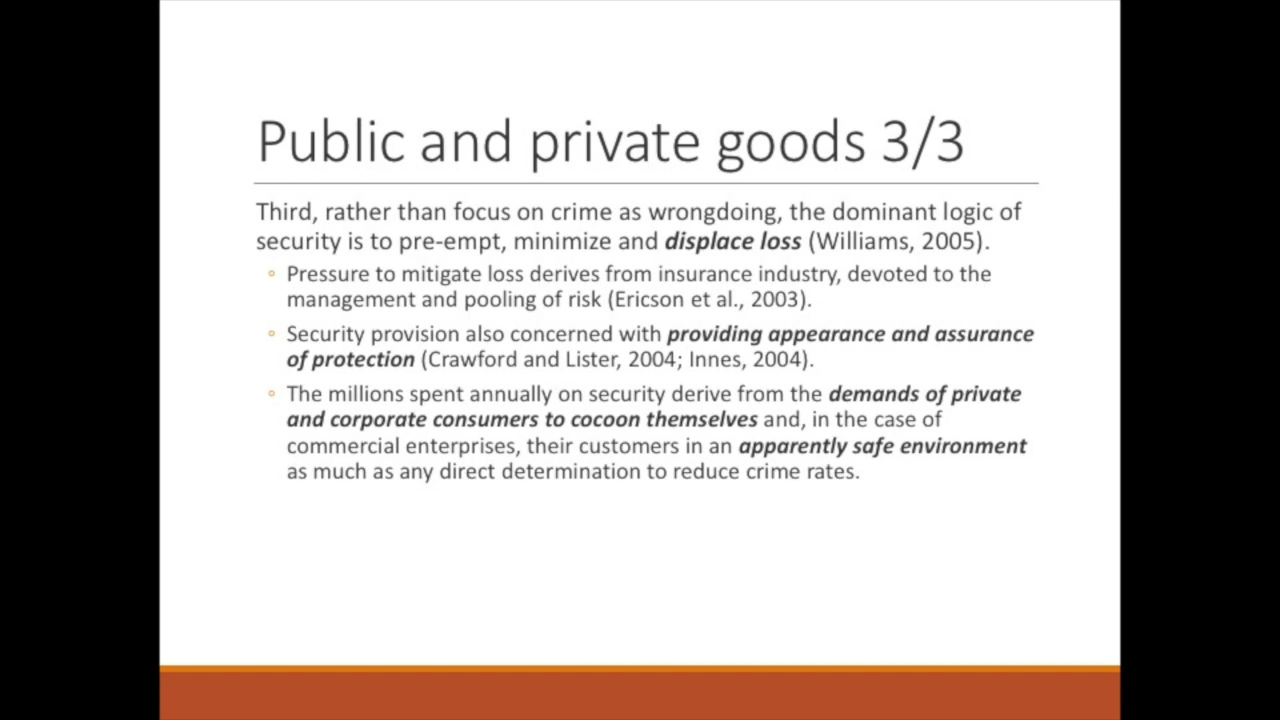 Public and private goods 3/3
Third, rather than focus on crime as wrongdoing, the dominant logic of
security is to pre-empt, minimize and displace loss (Williams, 2005).
◦ Pressure to mitigate loss derives from insurance industry, devoted to the
management and pooling of risk (Ericson et al., 2003).
◦ Security provision also concerned with providing appearance and assurance
of protection (Crawford and Lister, 2004; Innes, 2004).
◦ The millions spent annually on security derive from the demands of private
and corporate consumers to cocoon themselves and, in the case of
commercial enterprises, their customers in an apparently safe environment
as much as any direct determination to reduce crime rates.